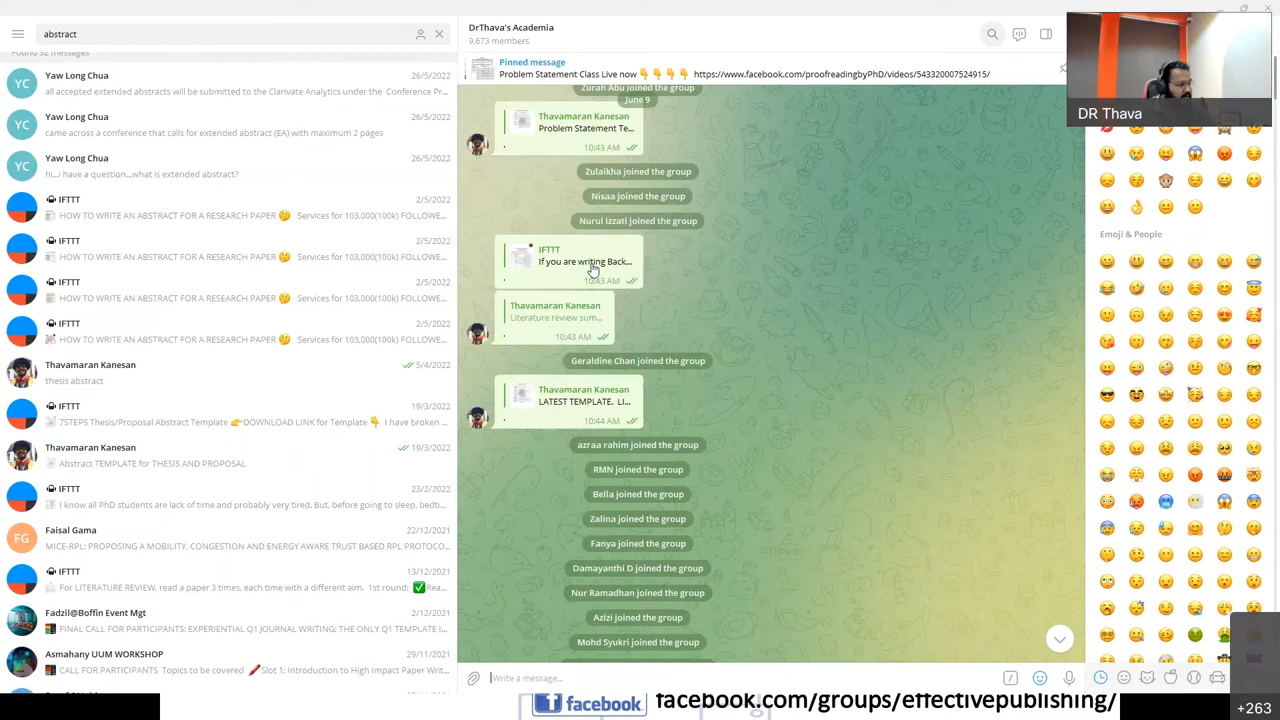 abstract
Found 52 messages
Yaw Long Chua
26/5/2022
all accepted extended abstracts will be submitted to the Clarivate Analytics under the Conference Pr...
Yaw Long Chua
26/5/2022
came across a conference that calls for extended abstract (EA) with maximum 2 pages
Yaw Long Chua
26/5/2022
hi...i have a question...what is extended abstract?
IFTTT
2/5/2022
HOW TO WRITE AN ABSTRACT FOR A RESEARCH PAPER 🤔 Services for 103,000(100k) FOLLOWE...
IFTTT
2/5/2022
HOW TO WRITE AN ABSTRACT FOR A RESEARCH PAPER 🤔 Services for 103,000(100k) FOLLOWE...
IFTTT
2/5/2022
HOW TO WRITE AN ABSTRACT FOR A RESEARCH PAPER 🤔 Services for 103,000(100k) FOLLOWE...
IFTTT
2/5/2022
HOW TO WRITE AN ABSTRACT FOR A RESEARCH PAPER 🤔 Services for 103,000(100k) FOLLOWE...
Thavamaran Kanesan
5/4/2022
thesis abstract
IFTTT
19/3/2022
7STEPS Thesis/Proposal Abstract Template 👉DOWNLOAD LINK for Template 👇 I have broken ...
Thavamaran Kanesan
19/3/2022
Abstract TEMPLATE for THESIS AND PROPOSAL
IFTTT
23/2/2022
I know all PhD students are lack of time and probably very tired. But, before going to sleep, bedti...
FG
Faisal Gama
22/12/2021
MICE-RPL: PROPOSING A MOBILITY, CONGESTION AND ENERGY AWARE TRUST BASED RPL PROTOCO...
IFTTT
13/12/2021
For LITERATURE REVIEW, read a paper 3 times, each time with a different aim. 1st round: ✅Rea...
Fadzil@Boffin Event Mgt
2/12/2021
FINAL CALL FOR PARTICIPANTS: EXPERIENTIAL Q1 JOURNAL WRITING: THE ONLY Q1 TEMPLATE I...
Asmahany UUM WORKSHOP
29/11/2021
CALL FOR PARTICIPANTS Topics to be covered 🖍Slot 1: Introduction to High Impact Paper Writ...
YC
YC
YC
DrThava's Academia
9,673 members
Pinned message
Problem Statement Class Live now 👇 👇 👇 👇 https://www.facebook.com/proofreadingbyPhD/videos/543320007524915/
Zurah Abu joined the group
June 9
Thavamaran Kanesan
Problem Statement Te...
.
10:43 AM
Zulaikha joined the group
Nisaa joined the group
Nurul Izzati joined the group
IFTTT
If you are writing Back...
.
10:43 AM
Thavamaran Kanesan
Literature review sum...
.
10:43 AM
Geraldine Chan joined the group
Thavamaran Kanesan
LATEST TEMPLATE. LI...
.
10:44 AM
azraa rahim joined the group
RMN joined the group
Bella joined the group
Zalina joined the group
Fanya joined the group
Damayanthi D joined the group
Nur Ramadhan joined the group
Azizi joined the group
Mohd Syukri joined the group
Write a message...
DR Thava
Emoji & People
facebook
facebook.com/groups/effectivepublishing/
+263